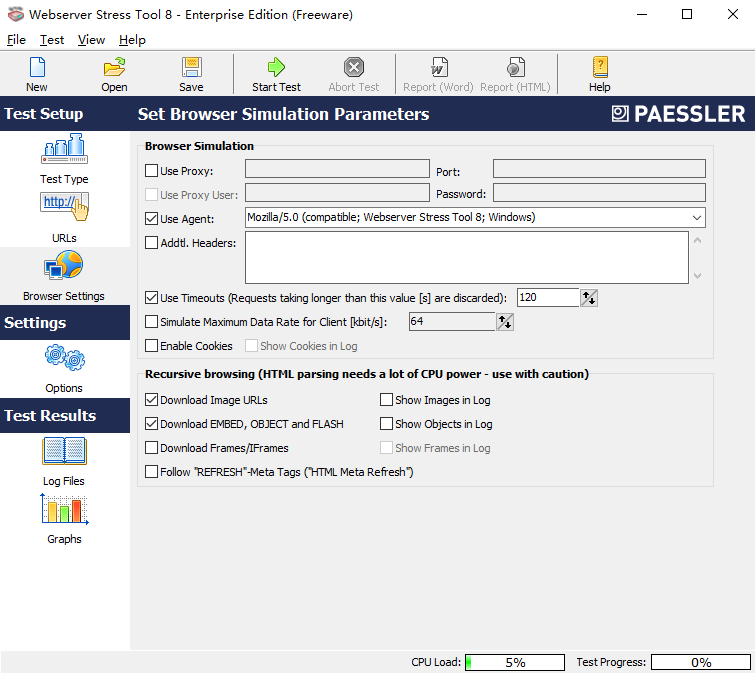 Webserver Stress Tool 8 - Enterprise Edition (Freeware)
File Test View Help
New Open Save Start Test Abort Test Report (Word) Report (HTML) Help
Test Setup
Set Browser Simulation Parameters
PAESSLER
Test Type
http://
URLs
Browser Settings
Settings
Options
Test Results
Log Files
Graphs
Browser Simulation
Use Proxy: Port:
Use Proxy User: Password:
Use Agent: Mozilla/5.0 (compatible; Webserver Stress Tool 8; Windows)
Addtl. Headers:
Use Timeouts (Requests taking longer than this value [s] are discarded): 120
Simulate Maximum Data Rate for Client [kbit/s]: 64
Enable Cookies Show Cookies in Log
Recursive browsing (HTML parsing needs a lot of CPU power - use with caution)
Download Image URLs Show Images in Log
Download EMBED, OBJECT and FLASH Show Objects in Log
Download Frames/IFrames Show Frames in Log
Follow "REFRESH"-Meta Tags ("HTML Meta Refresh")
CPU Load: 5% Test Progress: 0%